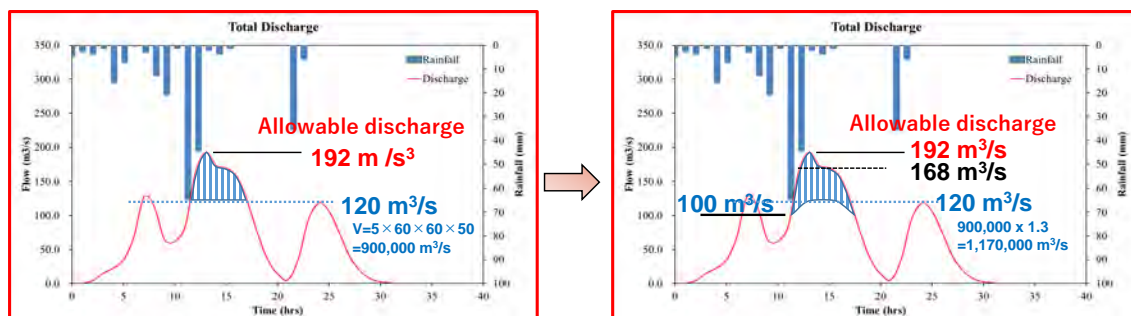 Total Discharge
350.0
300.0
250.0
200.0
150.0
100.0
50.0
0.0
Flow (m3/s)
0
10
20
30
40
50
60
70
80
90
100
Rainfall (mm)
Rainfall
Discharge
Allowable discharge
192 m /s³
120 m³/s
V=5×60×60×50
=900,000 m³/s
0 5 10 15 20 25 30 35 40
Time (hrs)
Total Discharge
350.0
300.0
250.0
200.0
150.0
100.0
50.0
0.0
Flow (m3/s)
0
10
20
30
40
50
60
70
80
90
100
Rainfall (mm)
Rainfall
Discharge
Allowable discharge
192 m³/s
168 m³/s
100 m³/s
120 m³/s
900,000 x 1.3
=1,170,000 m³/s
0 5 10 15 20 25 30 35 40
Time (hrs)